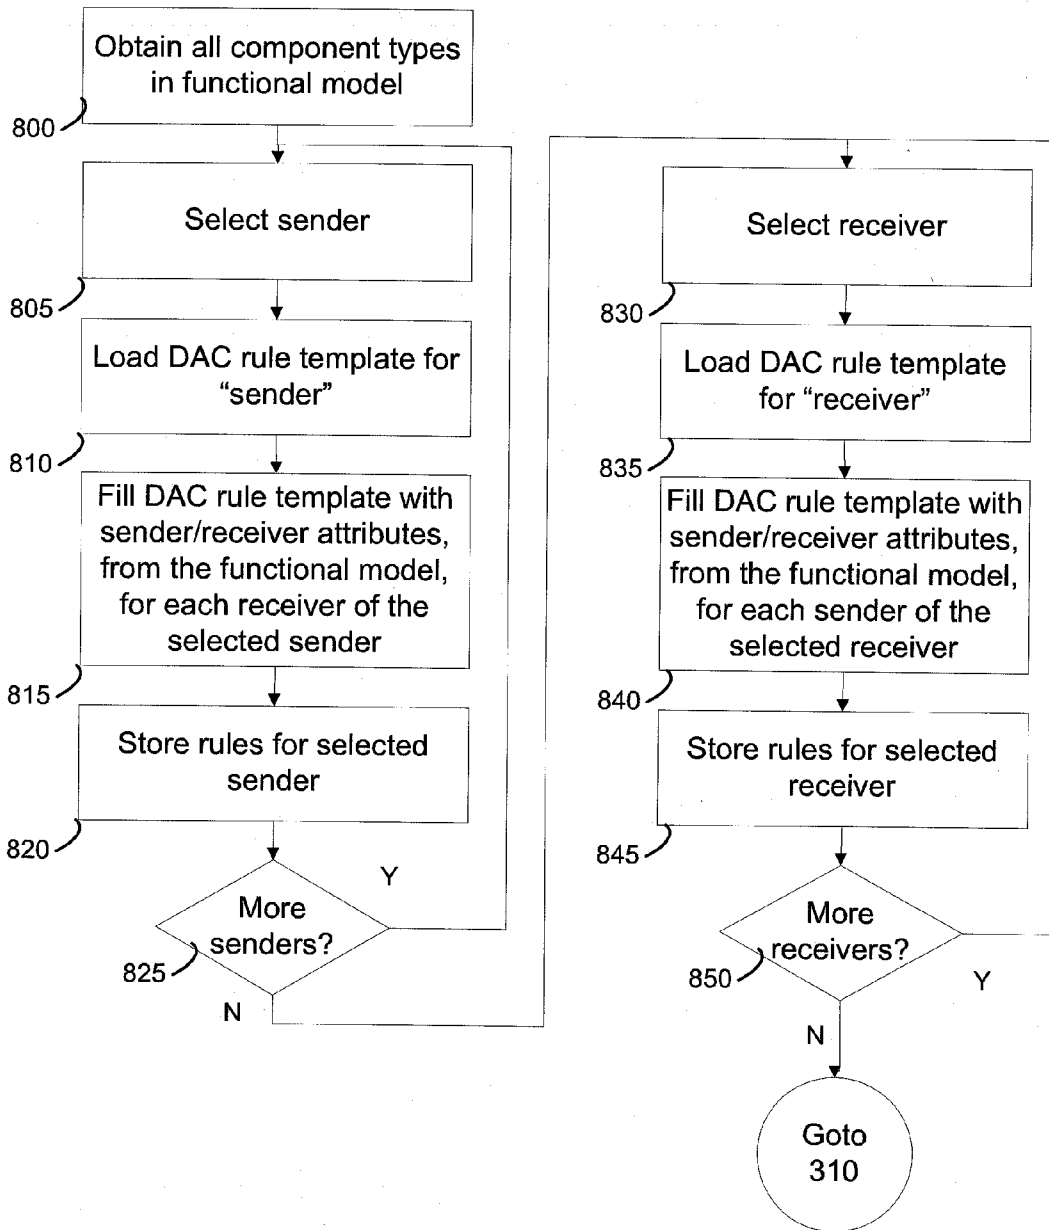 Obtain all component types
in functional model
800
Select sender
805
Load DAC rule template for
“sender”
810
Fill DAC rule template with
sender/receiver attributes,
from the functional model,
for each receiver of the
selected sender
815
Store rules for selected
sender
820
More
senders?
825
Y
N
Select receiver
830
Load DAC rule template
for “receiver”
835
Fill DAC rule template with
sender/receiver attributes,
from the functional model,
for each sender of the
selected receiver
840
Store rules for selected
receiver
845
More
receivers?
850
Y
N
Goto
310